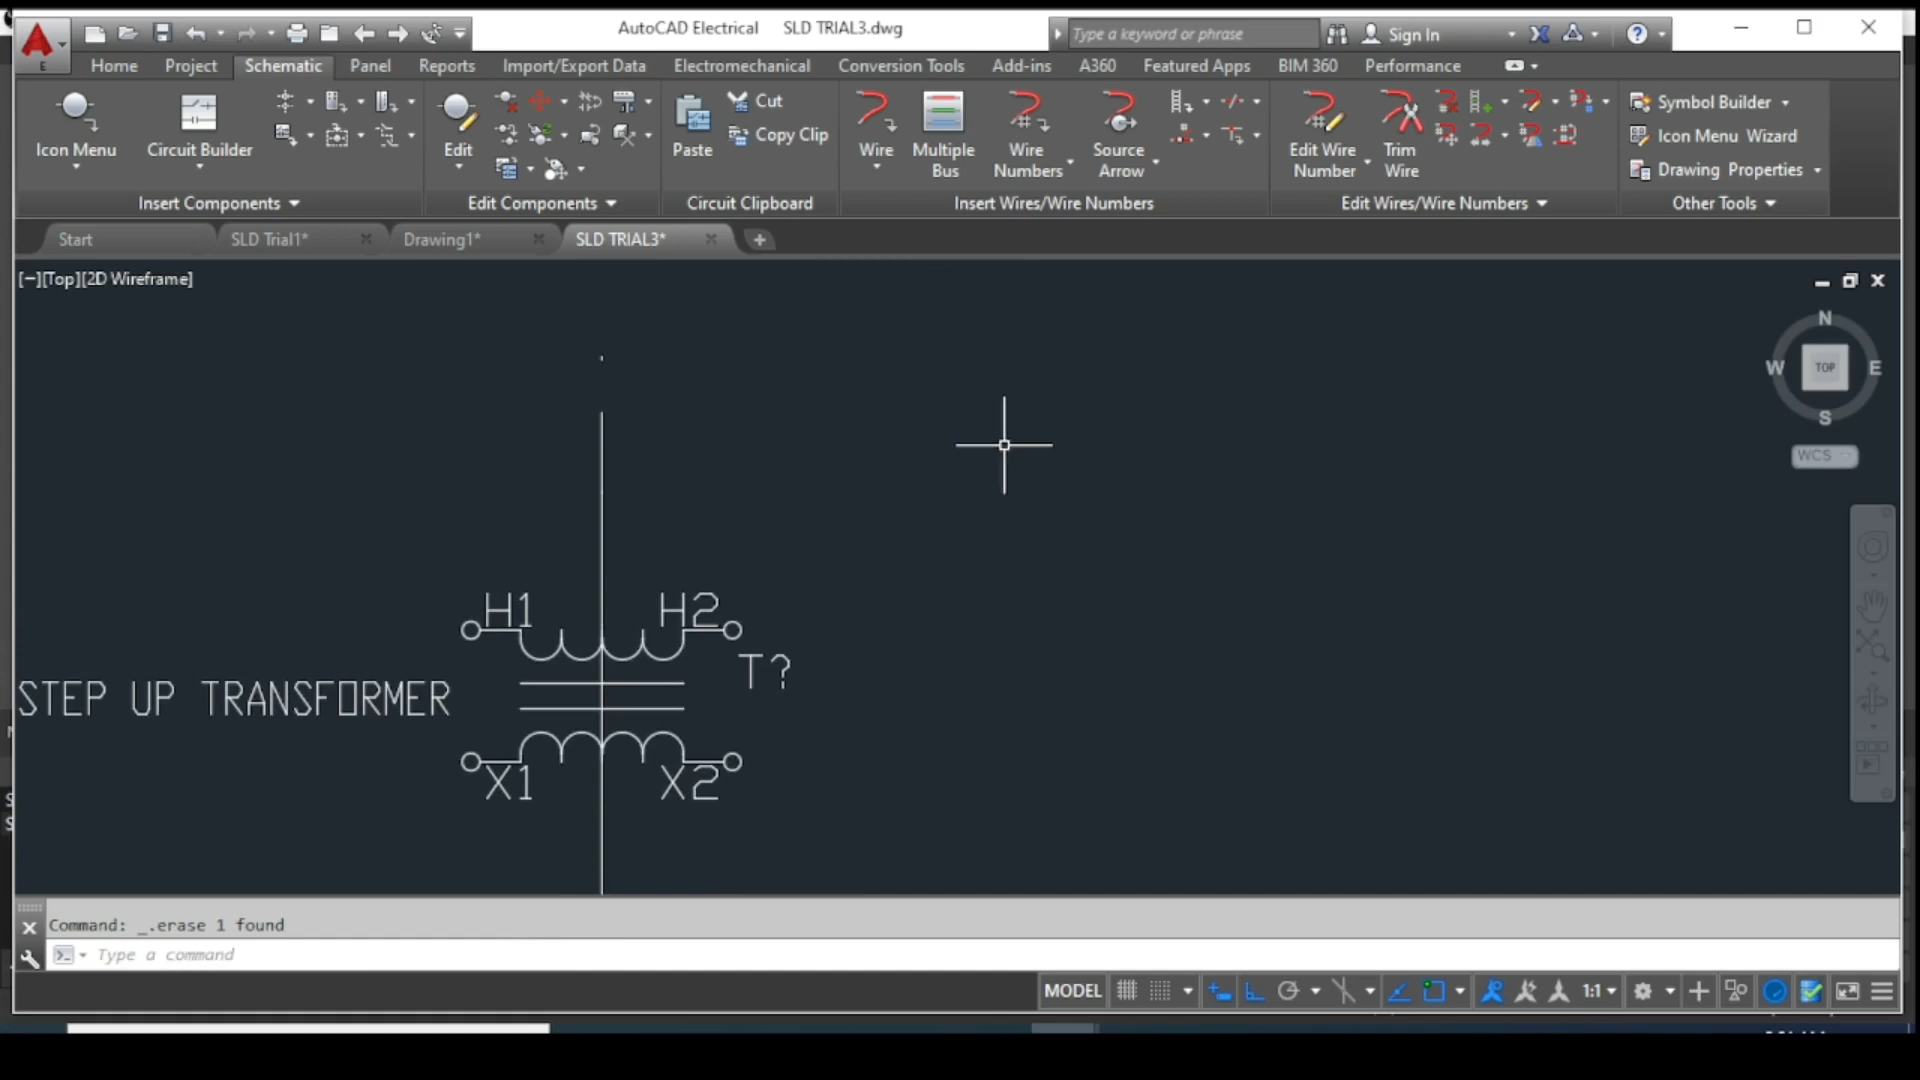 AutoCAD Electrical SLD TRIAL3.dwg
Type a keyword or phrase
Sign In
E
Home Project Schematic Panel Reports Import/Export Data Electromechanical Conversion Tools Add-ins A360 Featured Apps BIM 360 Performance
Icon Menu
Circuit Builder
Edit
Paste
Cut
Copy Clip
Wire
Multiple Bus
Wire Numbers
Source Arrow
Edit Wire Number
Trim Wire
Symbol Builder
Icon Menu Wizard
Drawing Properties
Insert Components Edit Components Circuit Clipboard Insert Wires/Wire Numbers Edit Wires/Wire Numbers Other Tools
Start SLD Trial1* Drawing1* SLD TRIAL3*
[−][Top][2D Wireframe]
N
W TOP E
S
WCS
H1 H2
T?
STEP UP TRANSFORMER
X1 X2
Command: _.erase 1 found
Type a command
MODEL 1:1